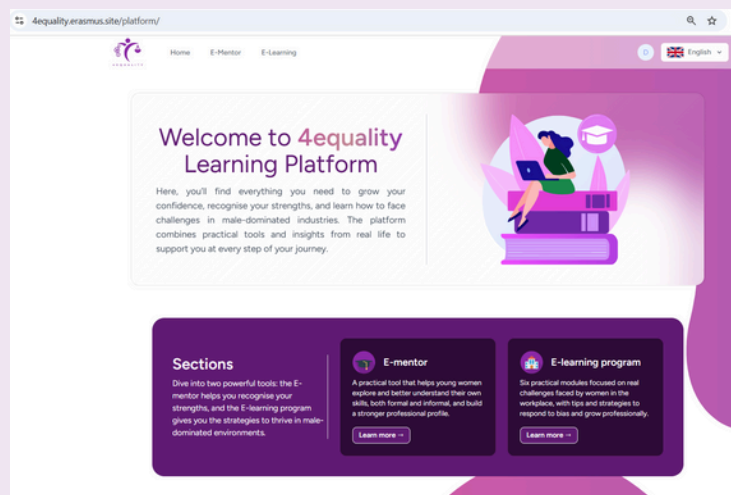 4equality.erasmus.site/platform/
Home E-Mentor E-Learning
D English
Welcome to 4equality
Learning Platform
Here, you'll find everything you need to grow your
confidence, recognise your strengths, and learn how to face
challenges in male-dominated industries. The platform
combines practical tools and insights from real life to
support you at every step of your journey.
Sections
Dive into two powerful tools: the E-
mentor helps you recognise your
strengths, and the E-learning program
gives you the strategies to thrive in male-
dominated environments.
E-mentor
A practical tool that helps young women
explore and better understand their own
skills, both formal and informal, and build
a stronger professional profile.
Learn more →
E-learning program
Six practical modules focused on real
challenges faced by women in the
workplace, with tips and strategies to
respond to bias and grow professionally.
Learn more →